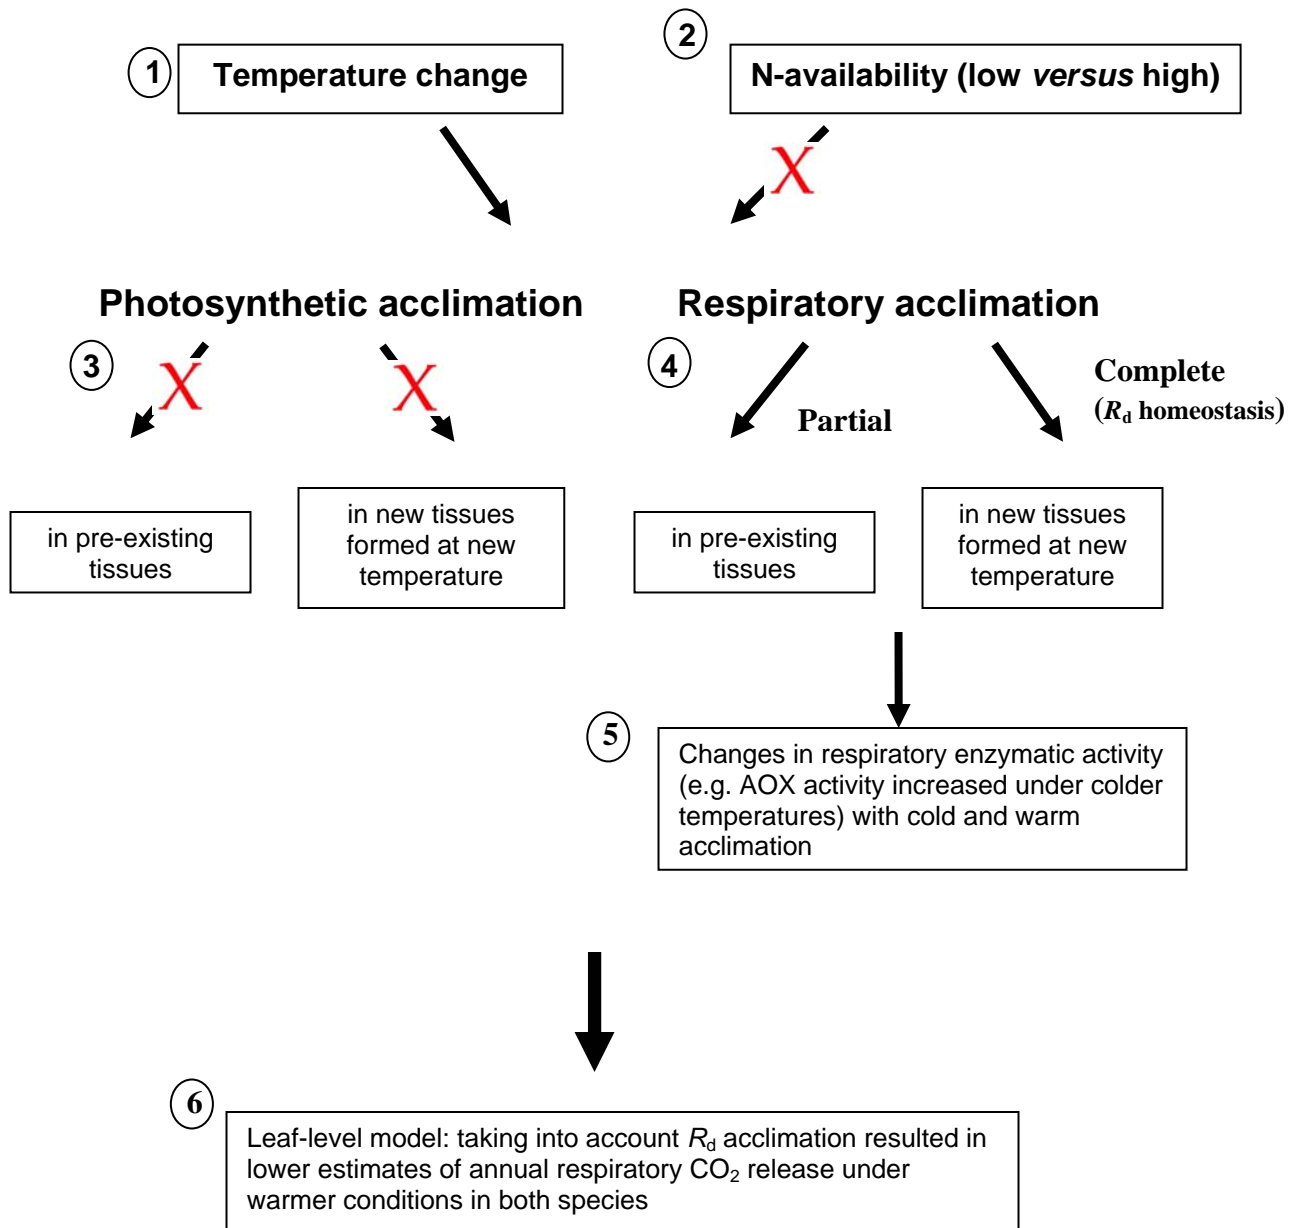 1
Temperature change
2
N-availability (low versus high)
X
Photosynthetic acclimation
Respiratory acclimation
3
X
X
4
Partial
Complete
(Rd homeostasis)
in pre-existing
tissues
in new tissues
formed at new
temperature
in pre-existing
tissues
in new tissues
formed at new
temperature
5
Changes in respiratory enzymatic activity
(e.g. AOX activity increased under colder
temperatures) with cold and warm
acclimation
6
Leaf-level model: taking into account Rd acclimation resulted in
lower estimates of annual respiratory CO2 release under
warmer conditions in both species